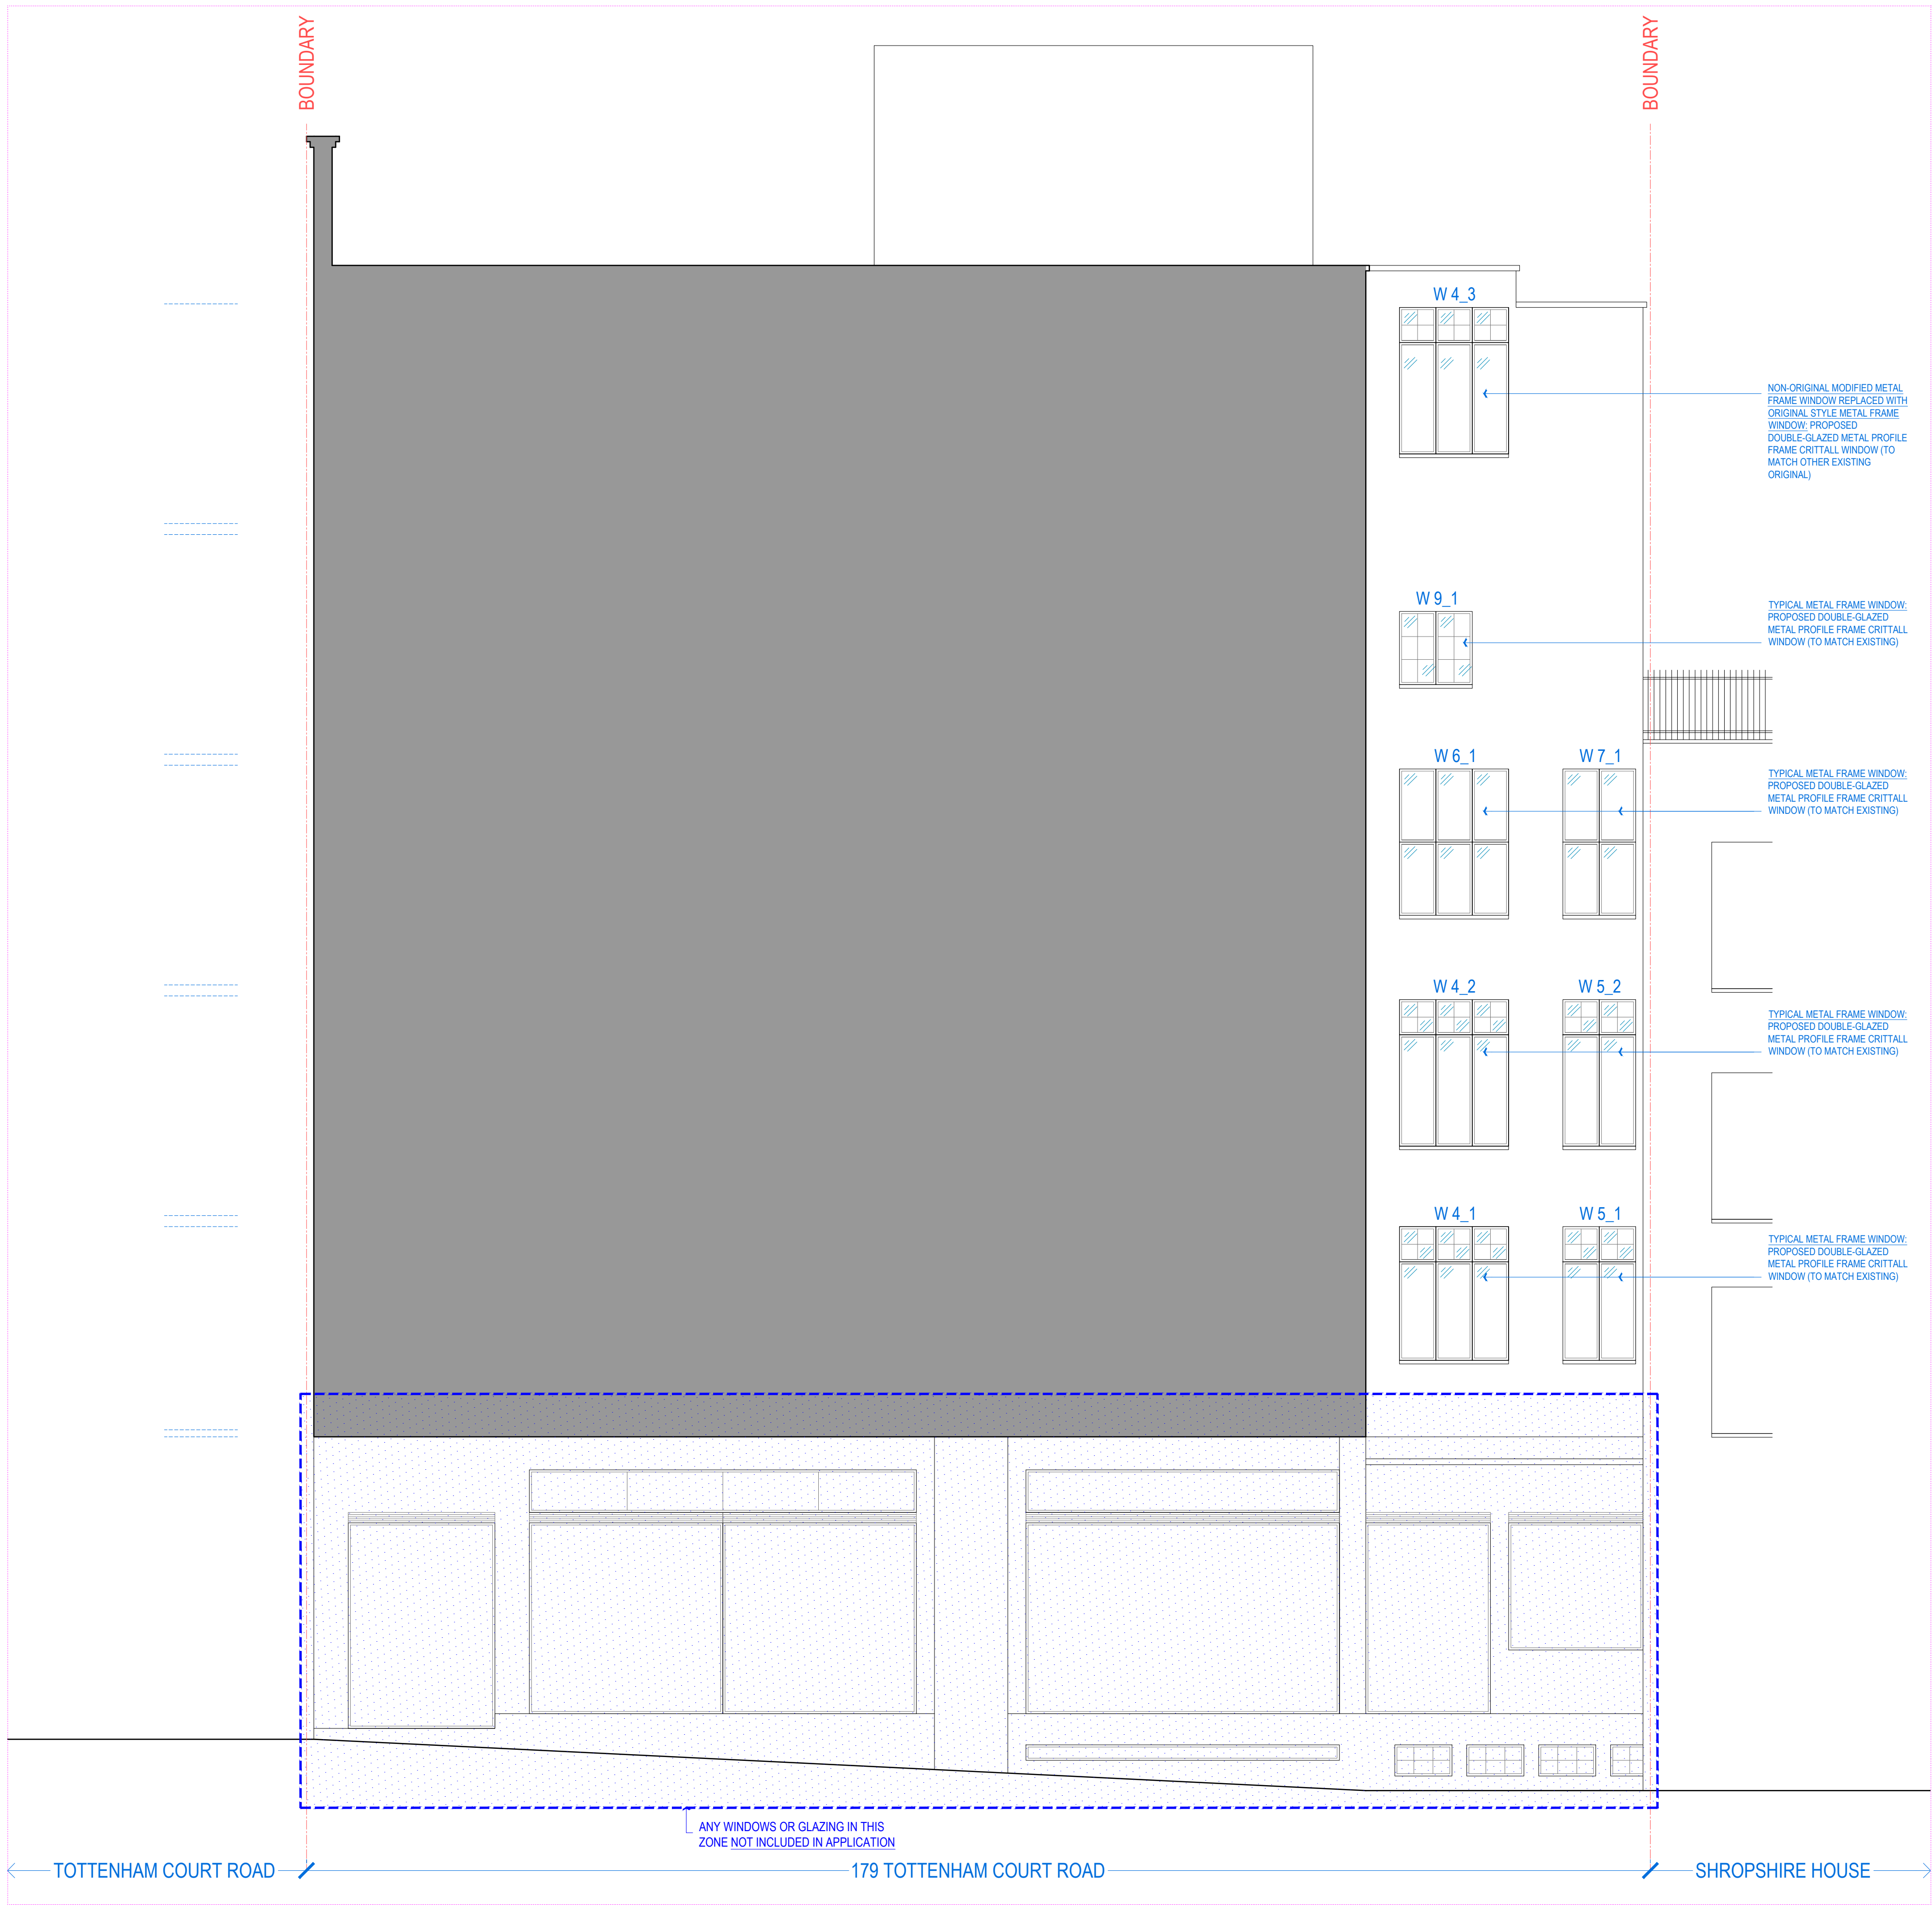 BOUNDARY
BOUNDARY
W 4_3
NON-ORIGINAL MODIFIED METAL
FRAME WINDOW REPLACED WITH
ORIGINAL STYLE METAL FRAME
WINDOW: PROPOSED
DOUBLE-GLAZED METAL PROFILE
FRAME CRITTALL WINDOW (TO
MATCH OTHER EXISTING
ORIGINAL)
W 9_1
TYPICAL METAL FRAME WINDOW:
PROPOSED DOUBLE-GLAZED
METAL PROFILE FRAME CRITTALL
WINDOW (TO MATCH EXISTING)
W 6_1
W 7_1
TYPICAL METAL FRAME WINDOW:
PROPOSED DOUBLE-GLAZED
METAL PROFILE FRAME CRITTALL
WINDOW (TO MATCH EXISTING)
W 4_2
W 5_2
TYPICAL METAL FRAME WINDOW:
PROPOSED DOUBLE-GLAZED
METAL PROFILE FRAME CRITTALL
WINDOW (TO MATCH EXISTING)
W 4_1
W 5_1
TYPICAL METAL FRAME WINDOW:
PROPOSED DOUBLE-GLAZED
METAL PROFILE FRAME CRITTALL
WINDOW (TO MATCH EXISTING)
ANY WINDOWS OR GLAZING IN THIS
ZONE NOT INCLUDED IN APPLICATION
TOTTENHAM COURT ROAD
179 TOTTENHAM COURT ROAD
SHROPSHIRE HOUSE